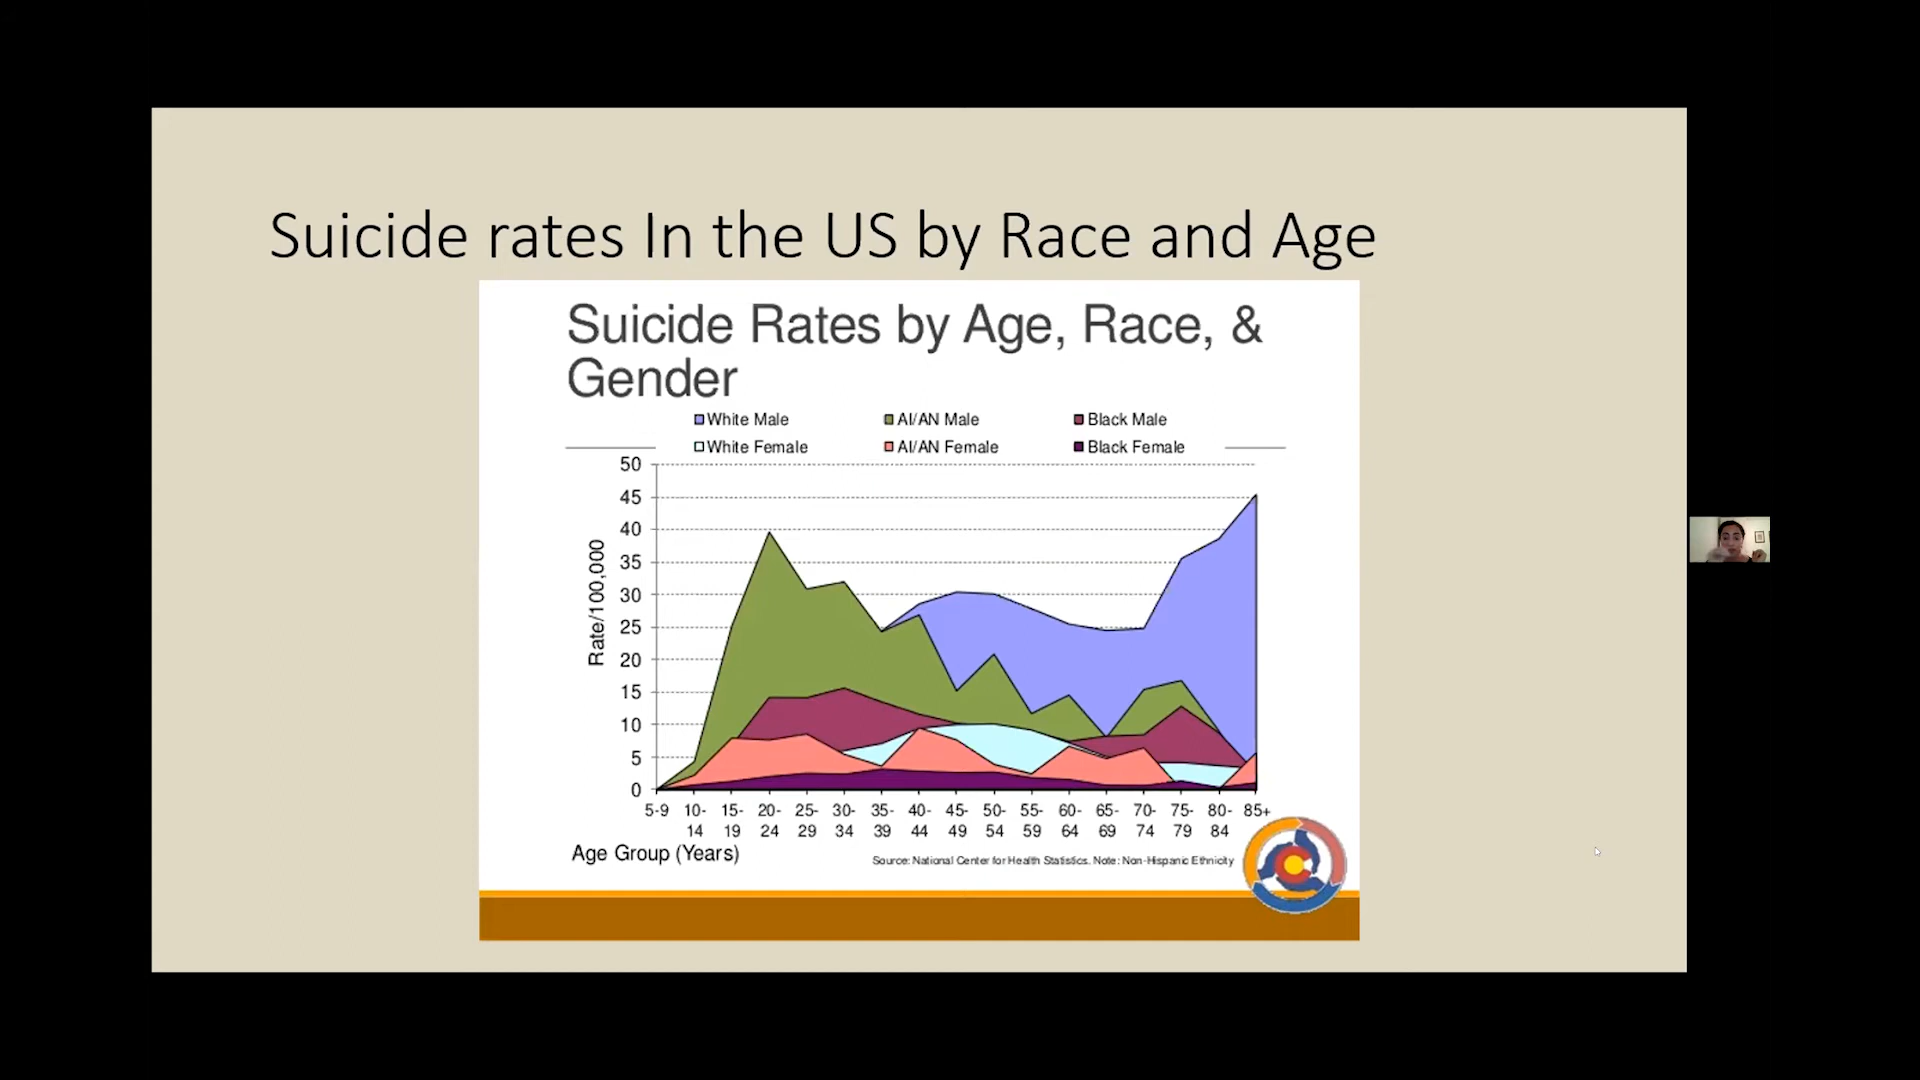 Suicide rates In the US by Race and Age
Suicide Rates by Age, Race, &
Gender
White Male AI/AN Male Black Male
White Female AI/AN Female Black Female
50
45
40
35
30
25
20
15
10
5
0
Rate/100,000
5-9 10- 15- 20- 25- 30- 35- 40- 45- 50- 55- 60- 65- 70- 75- 80- 85+
14 19 24 29 34 39 44 49 54 59 64 69 74 79 84
Age Group (Years)
Source: National Center for Health Statistics. Note: Non-Hispanic Ethnicity